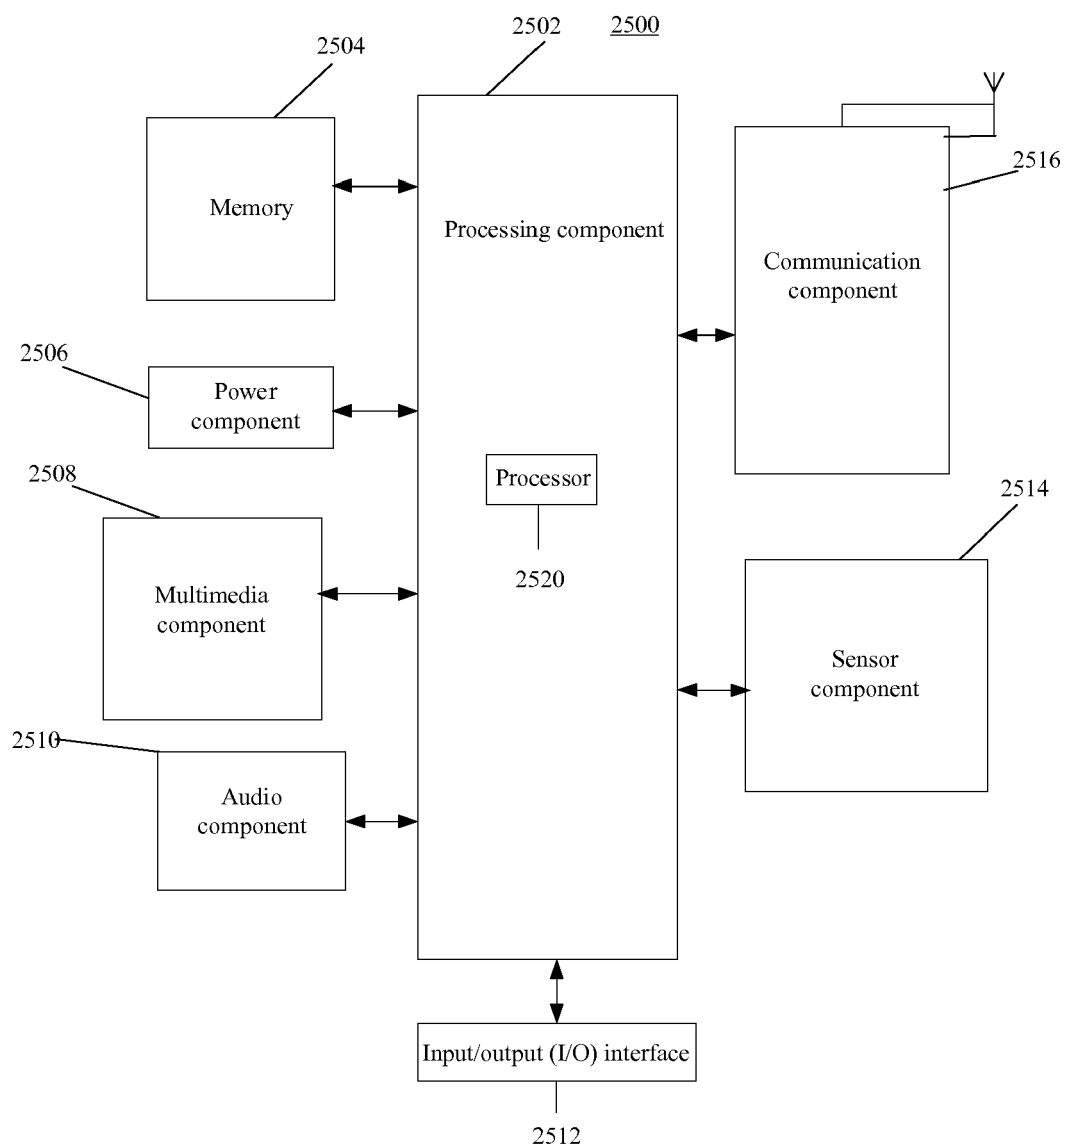 2502
2500
2504
2516
Memory
Processing component
Communication
component
2506
Power
component
2508
Processor
2514
2520
Multimedia
component
Sensor
component
2510
Audio
component
Input/output (I/O) interface
2512